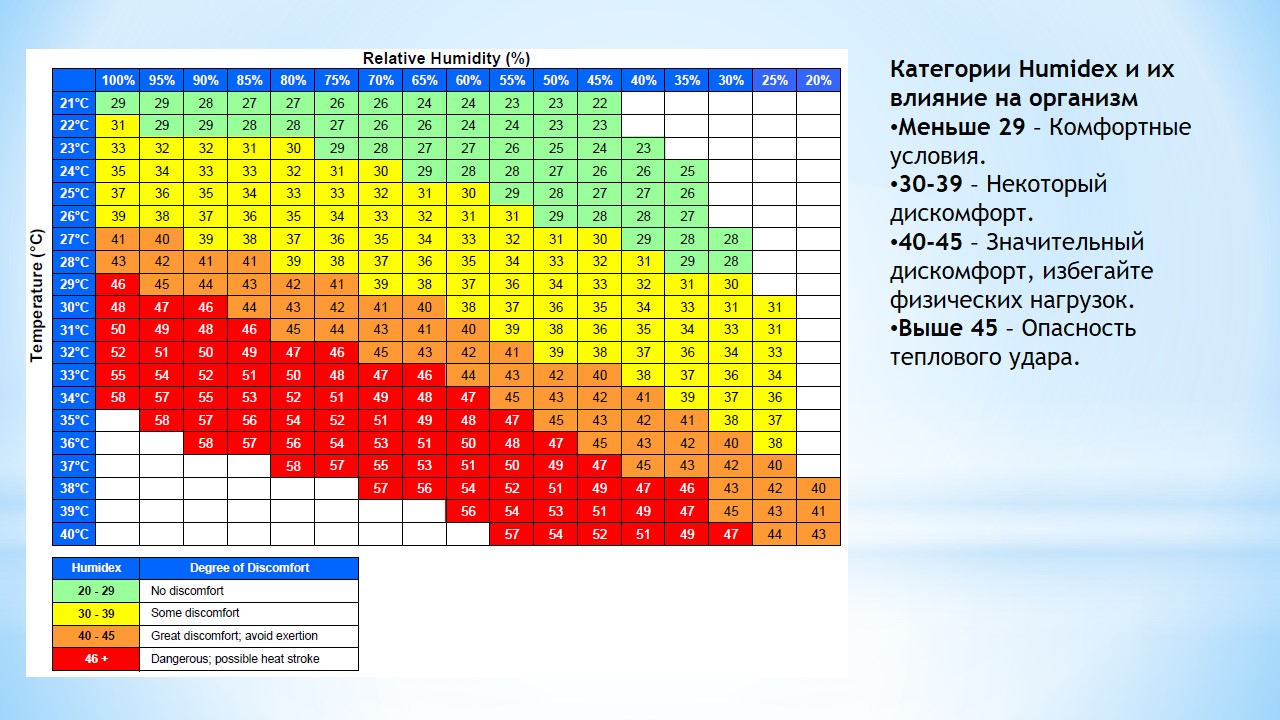 Relative Humidity (%)
100% 95% 90% 85% 80% 75% 70% 65% 60% 55% 50% 45% 40% 35% 30% 25% 20%
Temperature (°C)
21°C 29 29 28 27 27 26 26 24 24 23 23 22
22°C 31 29 29 28 28 27 26 26 24 24 23 23
23°C 33 32 32 31 30 29 28 27 27 26 25 24 23
24°C 35 34 33 33 32 31 30 29 28 28 27 26 26 25
25°C 37 36 35 34 33 33 32 31 30 29 28 27 27 26
26°C 39 38 37 36 35 34 33 32 31 31 29 28 28 27
27°C 41 40 39 38 37 36 35 34 33 32 31 30 29 28 28
28°C 43 42 41 41 39 38 37 36 35 34 33 32 31 29 28
29°C 46 45 44 43 42 41 39 38 37 36 34 33 32 31 30
30°C 48 47 46 44 43 42 41 40 38 37 36 35 34 33 31 31
31°C 50 49 48 46 45 44 43 41 40 39 38 36 35 34 33 31
32°C 52 51 50 49 47 46 45 43 42 41 39 38 37 36 34 33
33°C 55 54 52 51 50 48 47 46 44 43 42 40 38 37 36 34
34°C 58 57 55 53 52 51 49 48 47 45 43 42 41 39 37 36
35°C 58 57 56 54 52 51 49 48 47 45 43 42 41 38 37
36°C 58 57 56 54 53 51 50 48 47 45 43 42 40 38
37°C 58 57 55 53 51 50 49 47 45 43 42 40
38°C 57 56 54 52 51 49 47 46 43 42 40
39°C 56 54 53 51 49 47 45 43 41
40°C 57 54 52 51 49 47 44 43
Humidex Degree of Discomfort
20 - 29 No discomfort
30 - 39 Some discomfort
40 - 45 Great discomfort; avoid exertion
46 + Dangerous; possible heat stroke
Категории Humidex и их
влияние на организм
•Меньше 29 – Комфортные
условия.
•30-39 – Некоторый
дискомфорт.
•40-45 – Значительный
дискомфорт, избегайте
физических нагрузок.
•Выше 45 – Опасность
теплового удара.